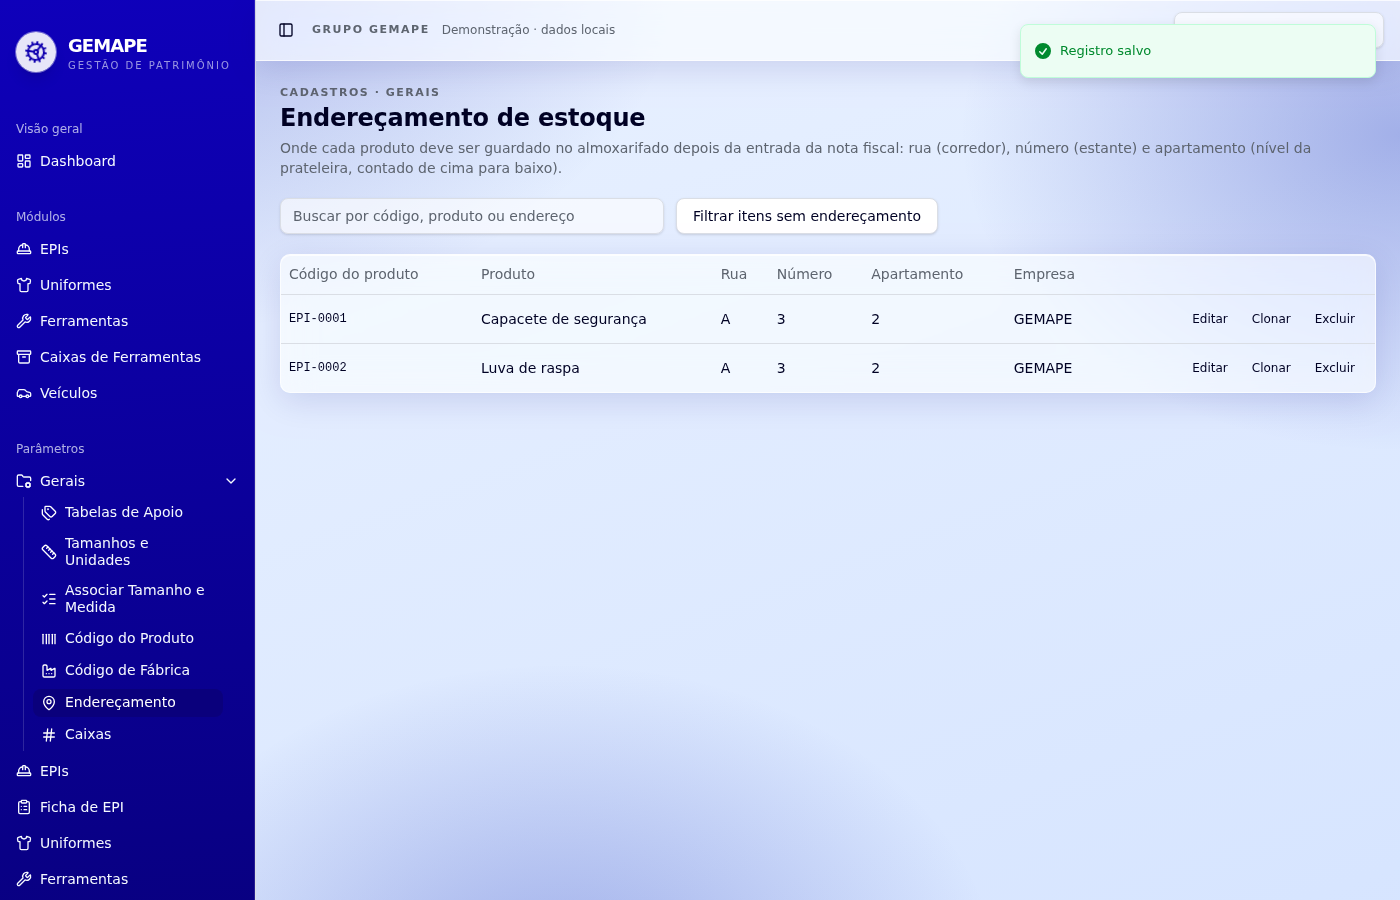 GEMAPE
GESTÃO DE PATRIMÔNIO
Visão geral
Dashboard
Módulos
EPIs
Uniformes
Ferramentas
Caixas de Ferramentas
Veículos
Parâmetros
Gerais
Tabelas de Apoio
Tamanhos e
Unidades
Associar Tamanho e
Medida
Código do Produto
Código de Fábrica
Endereçamento
Caixas
EPIs
Ficha de EPI
Uniformes
Ferramentas
GRUPO GEMAPE Demonstração · dados locais
Registro salvo
CADASTROS · GERAIS
Endereçamento de estoque
Onde cada produto deve ser guardado no almoxarifado depois da entrada da nota fiscal: rua (corredor), número (estante) e apartamento (nível da
prateleira, contado de cima para baixo).
Buscar por código, produto ou endereço Filtrar itens sem endereçamento
Código do produto Produto Rua Número Apartamento Empresa
EPI-0001 Capacete de segurança A 3 2 GEMAPE Editar Clonar Excluir
EPI-0002 Luva de raspa A 3 2 GEMAPE Editar Clonar Excluir